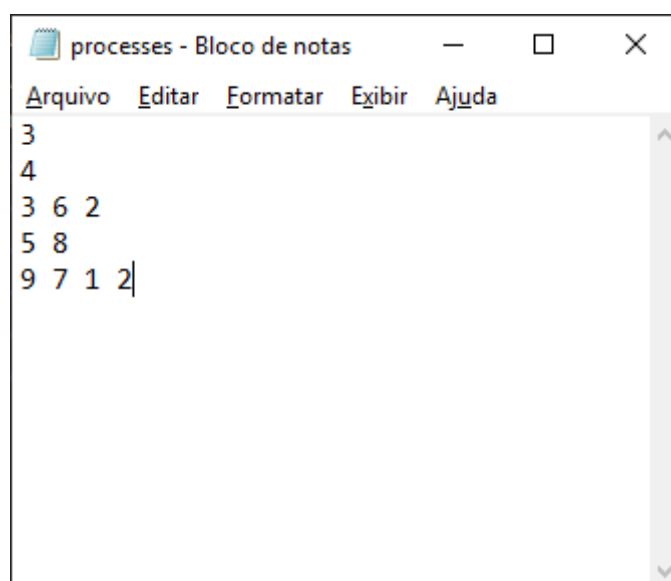 processes - Bloco de notas
Arquivo Editar Formatar Exibir Ajuda
3
4
3 6 2
5 8
9 7 1 2